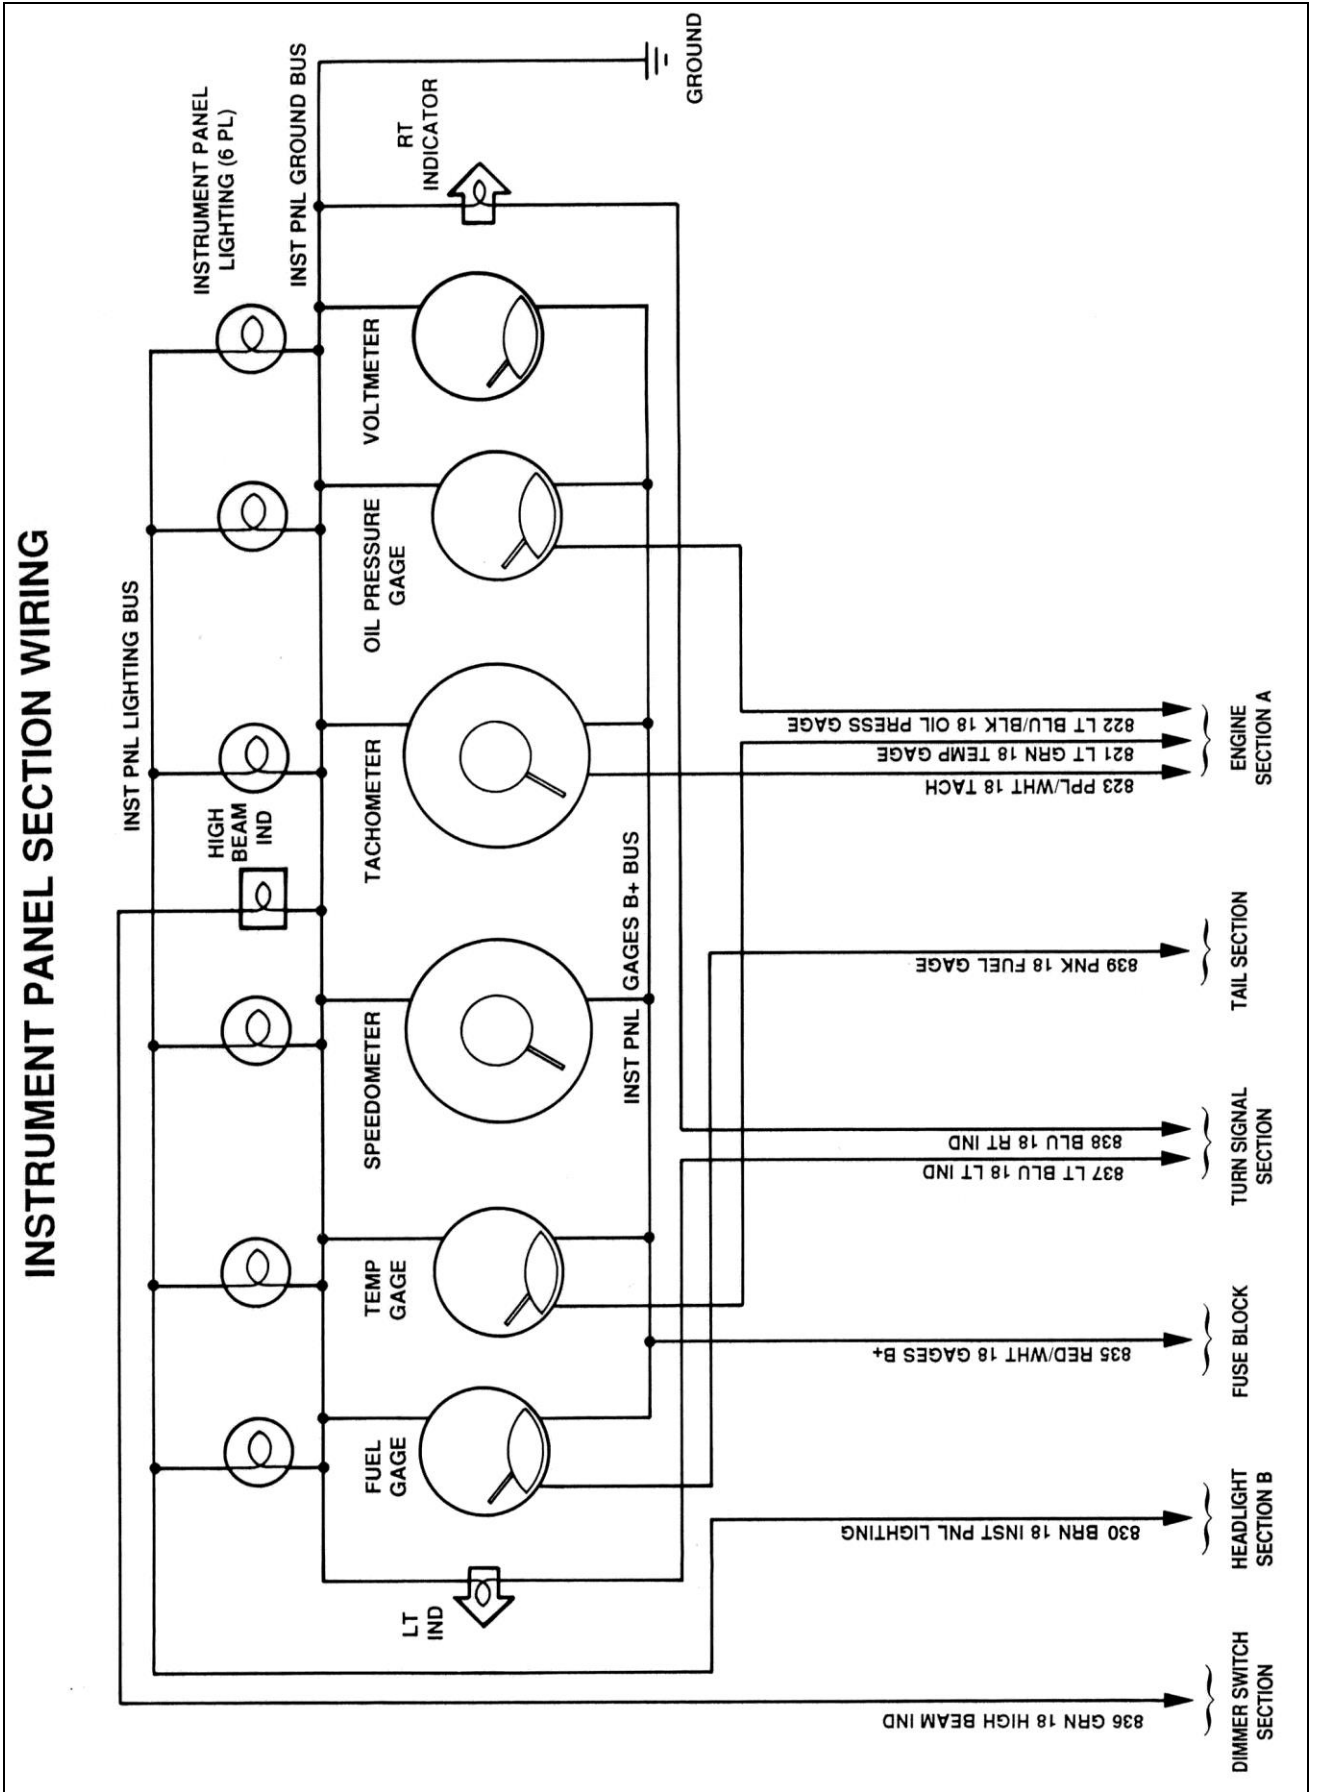 INSTRUMENT PANEL SECTION WIRING
INST PNL LIGHTING BUS
INSTRUMENT PANEL
LIGHTING (6 PL)
HIGH
BEAM
IND
INST PNL GROUND BUS
LT
IND
FUEL
GAGE
TEMP
GAGE
SPEEDOMETER
TACHOMETER
OIL PRESSURE
GAGE
VOLTMETER
RT
INDICATOR
INST PNL GAGES B+ BUS
GROUND
836 GRN 18 HIGH BEAM IND
830 BRN 18 INST PNL LIGHTING
835 RED/WHT 18 GAGES B+
837 LT BLU 18 LT IND
838 BLU 18 RT IND
839 PNK 18 FUEL GAGE
823 PPL/WHT 18 TACH
821 LT GRN 18 TEMP GAGE
822 LT BLU/BLK 18 OIL PRESS GAGE
DIMMER SWITCH
SECTION
HEADLIGHT
SECTION B
FUSE BLOCK
TURN SIGNAL
SECTION
TAIL SECTION
ENGINE
SECTION A